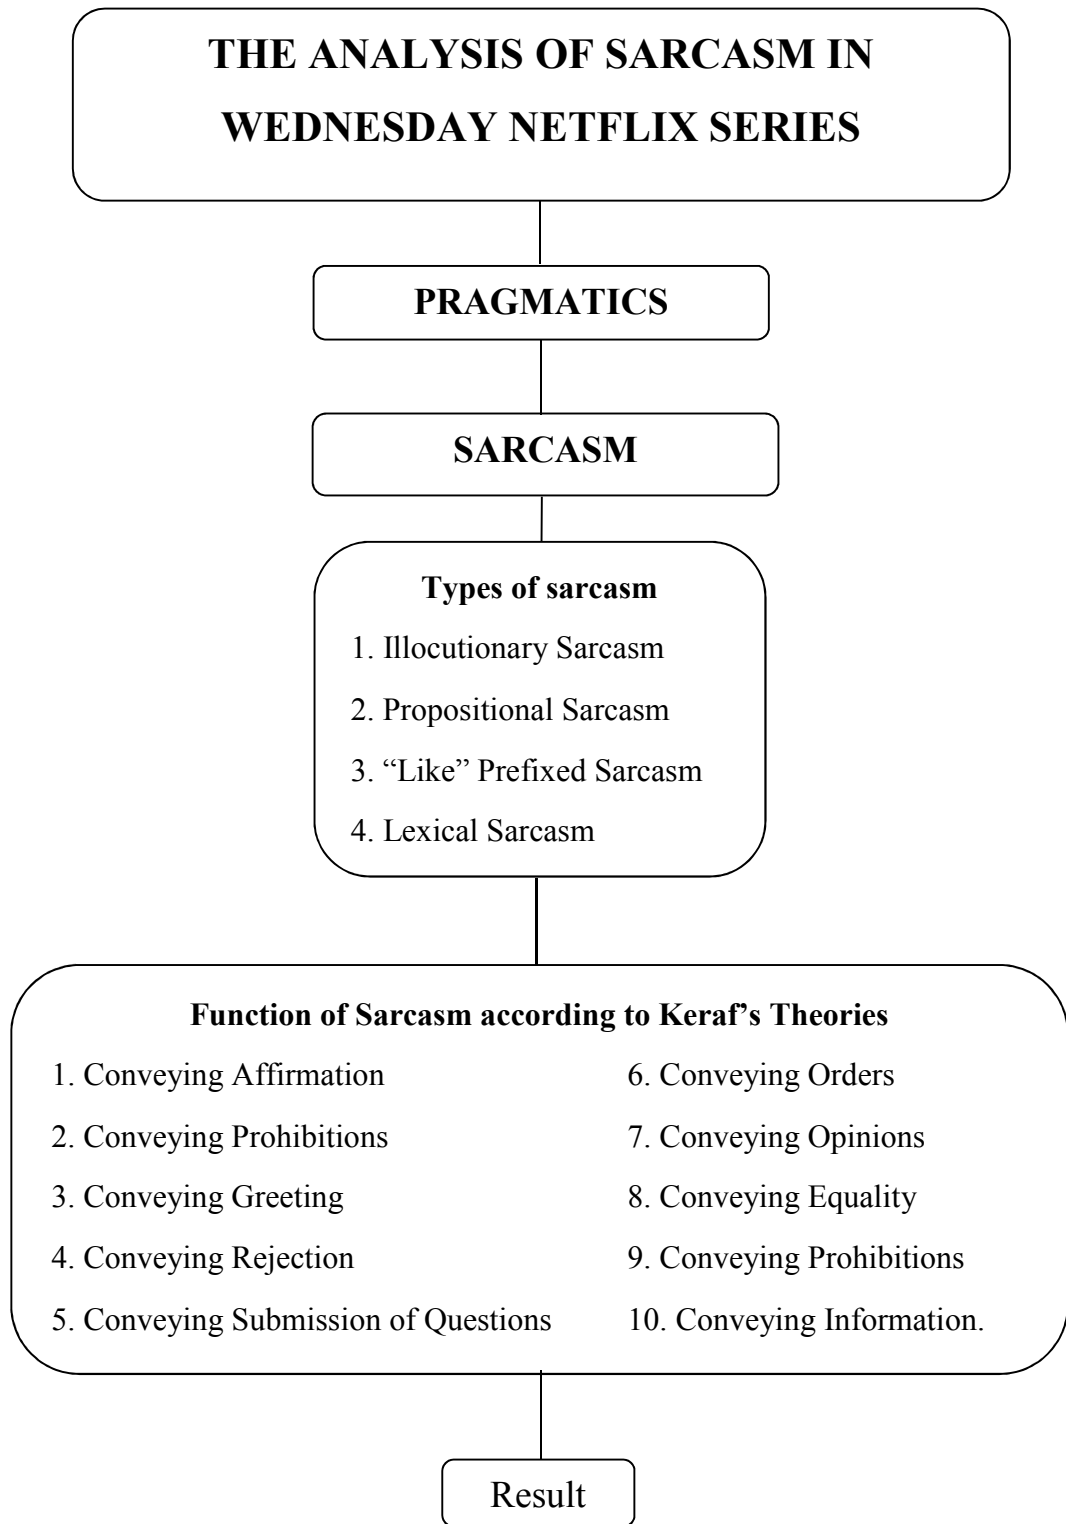 THE ANALYSIS OF SARCASM IN
WEDNESDAY NETFLIX SERIES
PRAGMATICS
SARCASM
Types of sarcasm
1. Illocutionary Sarcasm
2. Propositional Sarcasm
3. “Like” Prefixed Sarcasm
4. Lexical Sarcasm
Function of Sarcasm according to Keraf’s Theories
1. Conveying Affirmation
2. Conveying Prohibitions
3. Conveying Greeting
4. Conveying Rejection
5. Conveying Submission of Questions
6. Conveying Orders
7. Conveying Opinions
8. Conveying Equality
9. Conveying Prohibitions
10. Conveying Information.
Result